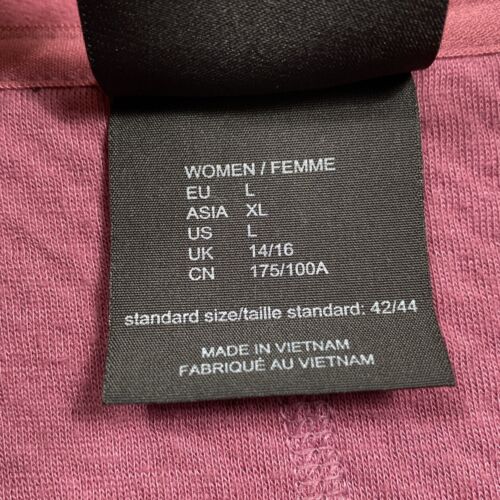 WOMEN / FEMME
EU L
ASIA XL
US L
UK 14/16
CN 175/100A
standard size/taille standard: 42/44
MADE IN VIETNAM
FABRIQUÉ AU VIETNAM